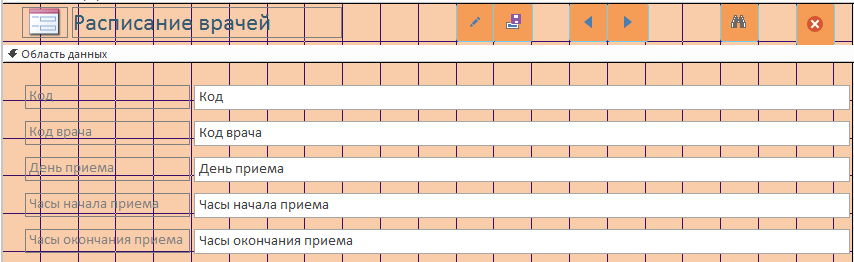 Расписание врачей
Область данных
Код Код
Код врача Код врача
День приема День приема
Часы начала приема Часы начала приема
Часы окончания приема Часы окончания приема